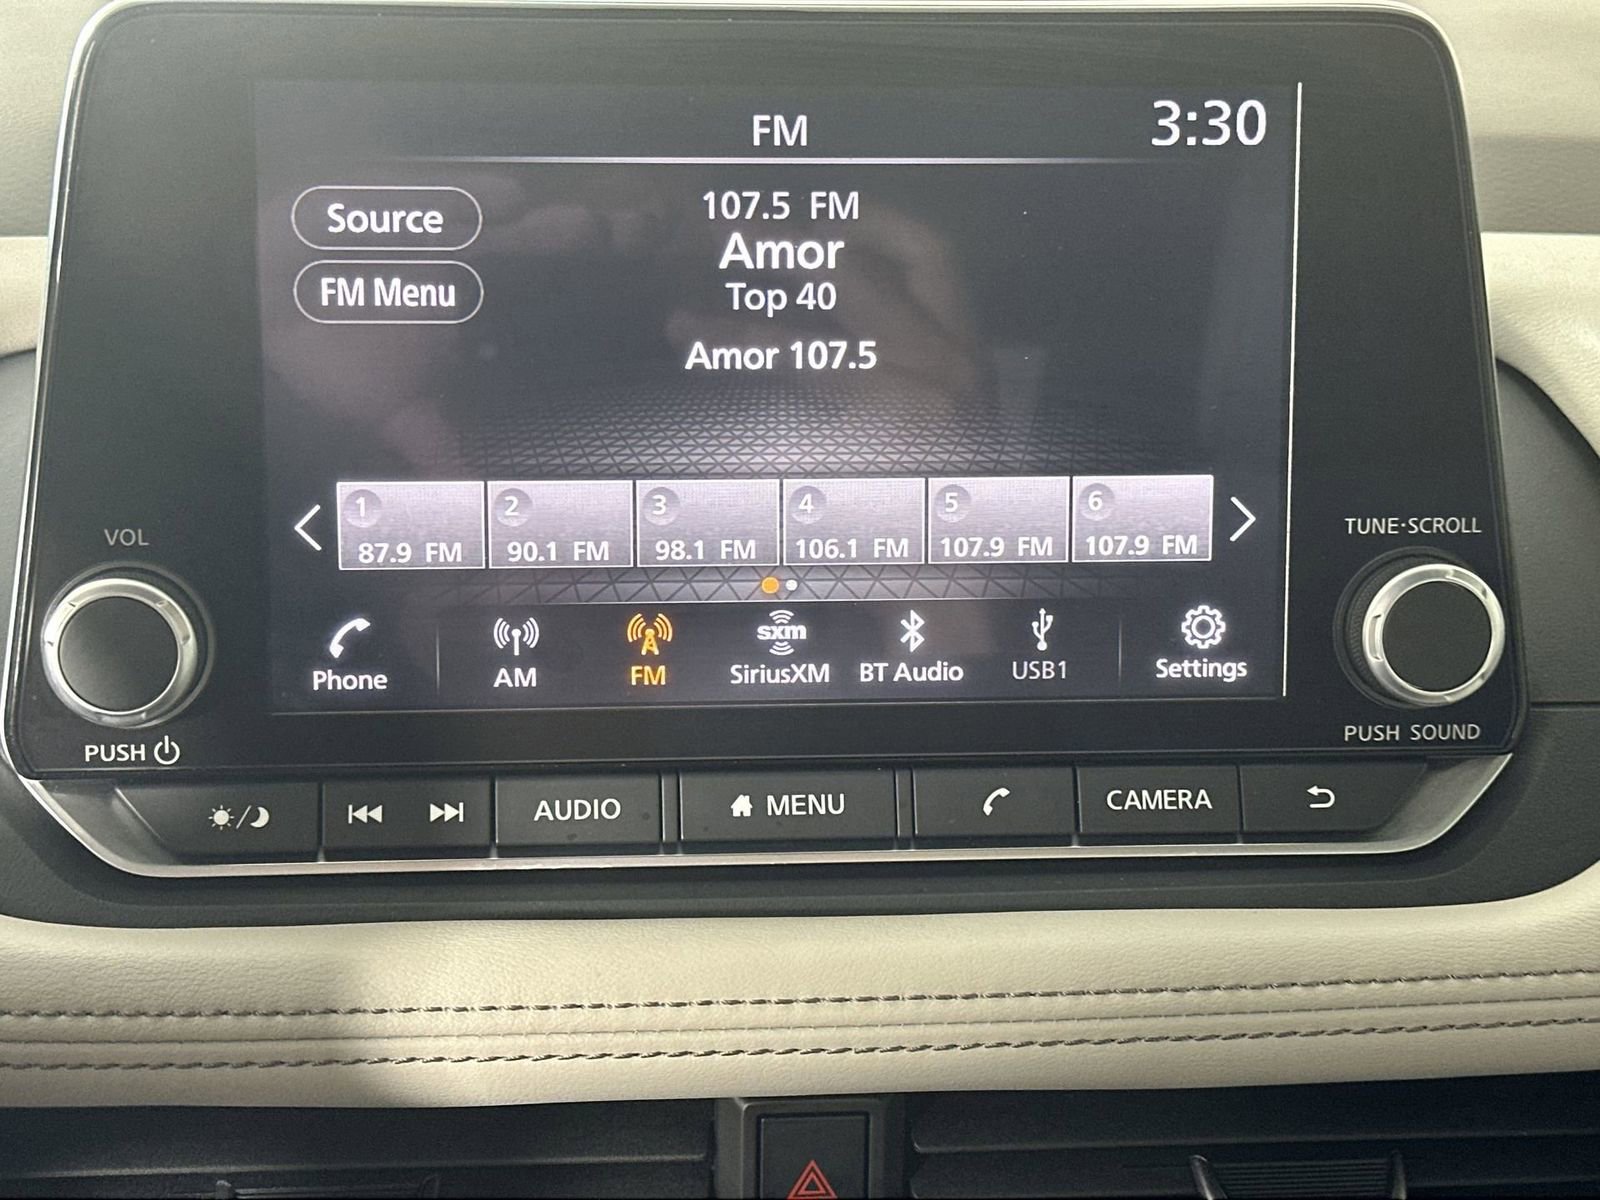 FM
3:30
Source
107.5 FM
Amor
Top 40
FM Menu
Amor 107.5
1
87.9 FM
2
90.1 FM
3
98.1 FM
4
106.1 FM
5
107.9 FM
6
107.9 FM
VOL
TUNE·SCROLL
Phone
AM
FM
sxm
SiriusXM
BT Audio
USB1
Settings
PUSH
PUSH SOUND
AUDIO
MENU
CAMERA